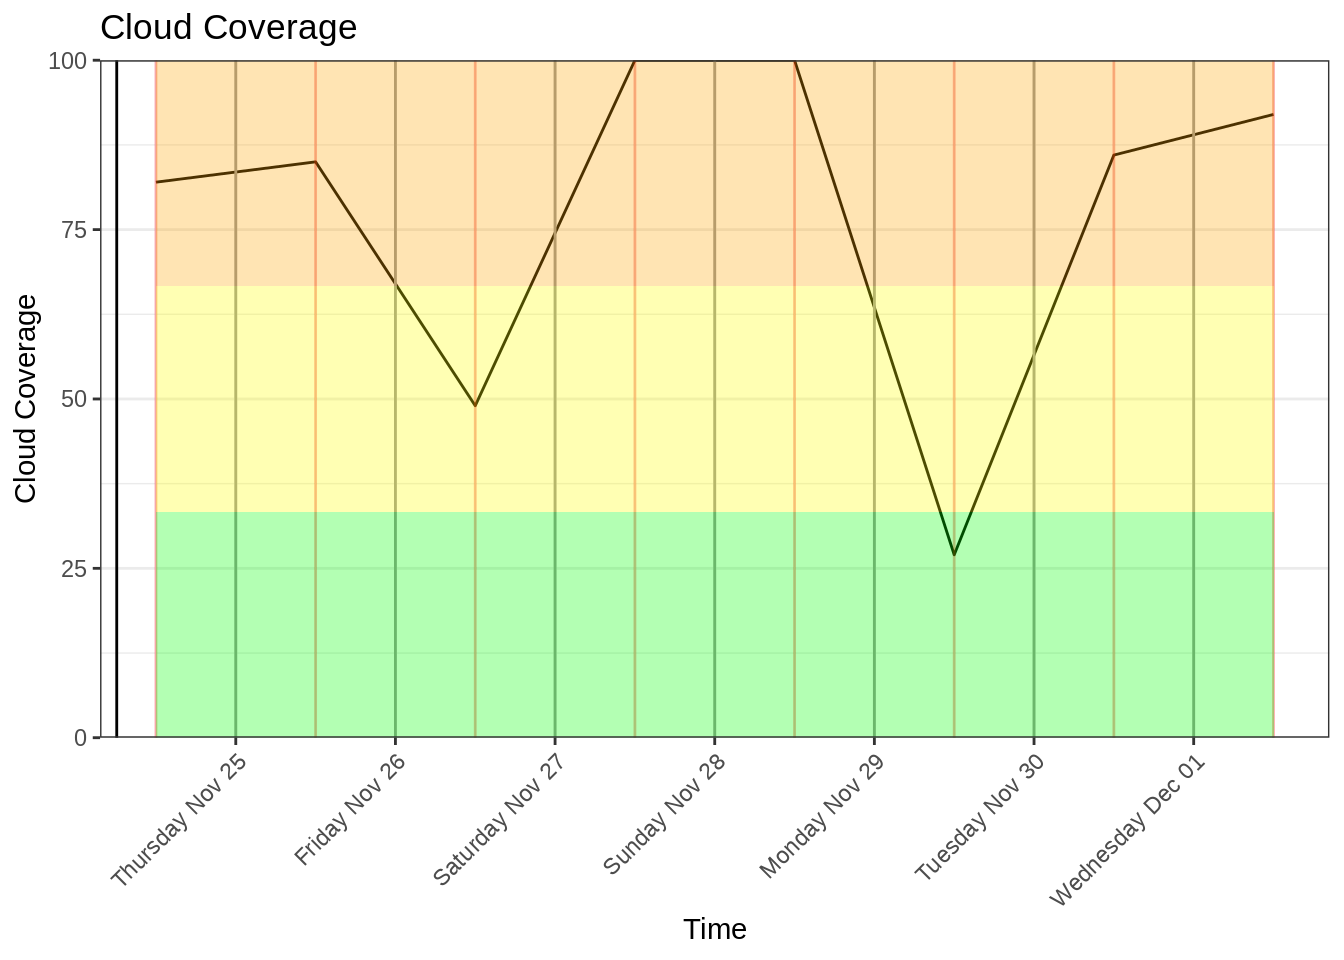 Cloud Coverage
100
75
50
25
0
Cloud Coverage
Thursday Nov 25
Friday Nov 26
Saturday Nov 27
Sunday Nov 28
Monday Nov 29
Tuesday Nov 30
Wednesday Dec 01
Time